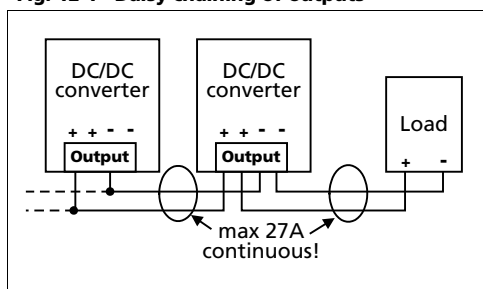 Fig. 12-1 Daisy chaining of outputs
DC/DC
converter
+ + - -
Output
DC/DC
converter
+ + - -
Output
Load
+ -
max 27A
continuous!